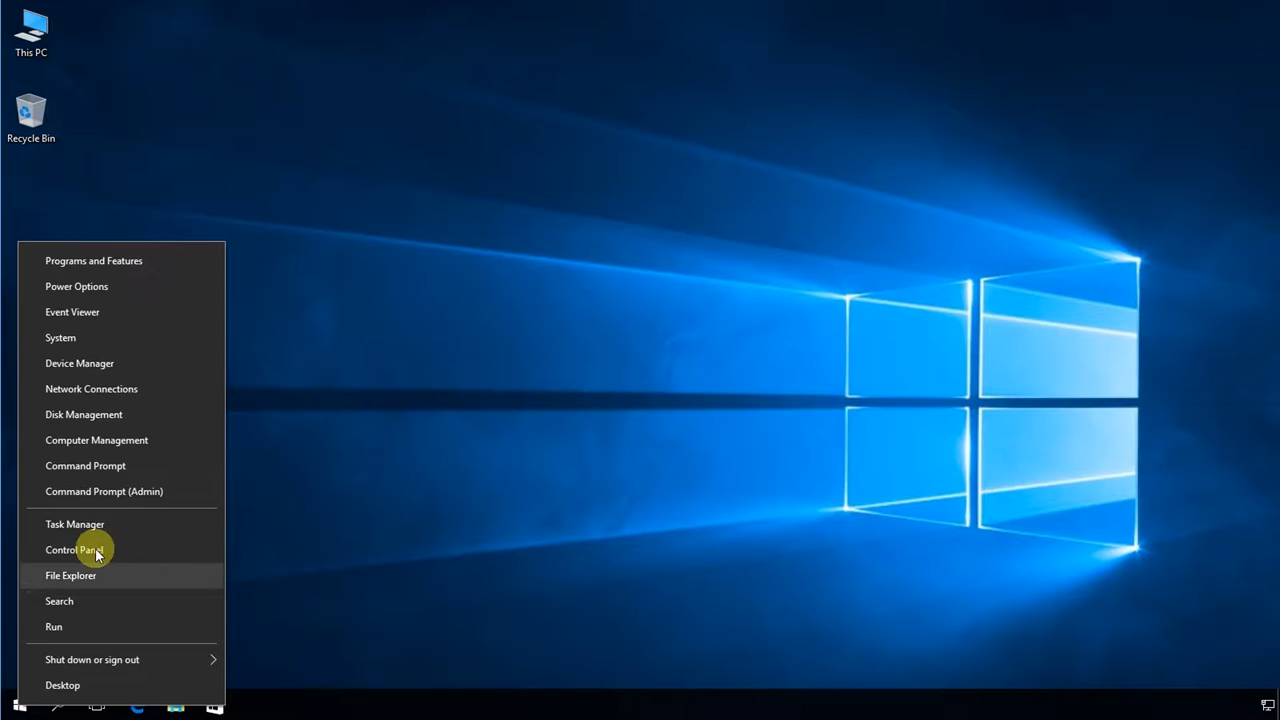 This PC
Recycle Bin
Programs and Features
Power Options
Event Viewer
System
Device Manager
Network Connections
Disk Management
Computer Management
Command Prompt
Command Prompt (Admin)
Task Manager
Control Panel
File Explorer
Search
Run
Shut down or sign out
Desktop